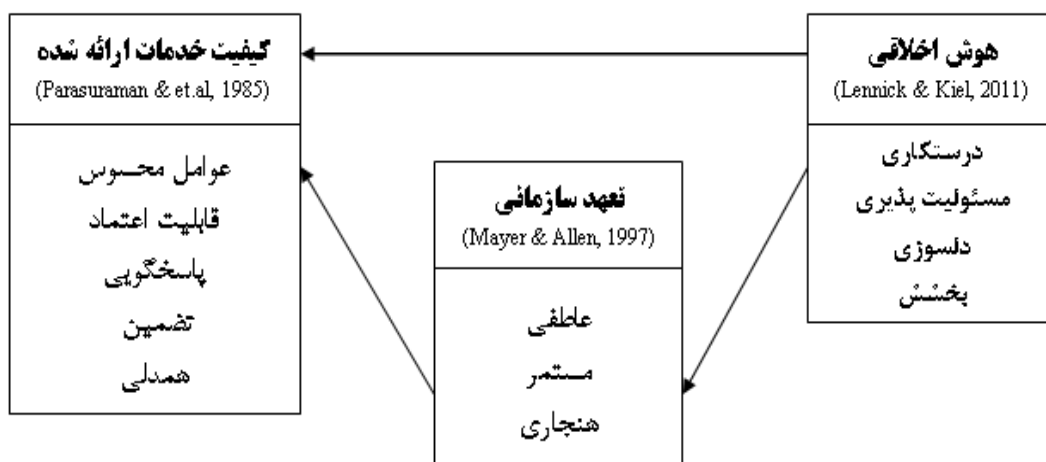 هوش اخلاقی
(Lennick & Kiel, 2011)
درستکاری
مسئولیت پذیری
دلسوزی
بخشش
تعهد سازمانی
(Mayer & Allen, 1997)
عاطفی
مستمر
هنجاری
کیفیت خدمات ارائه شده
(Parasuraman & et.al, 1985)
عوامل محسوس
قابلیت اعتماد
پاسخگویی
تضمین
همدلی